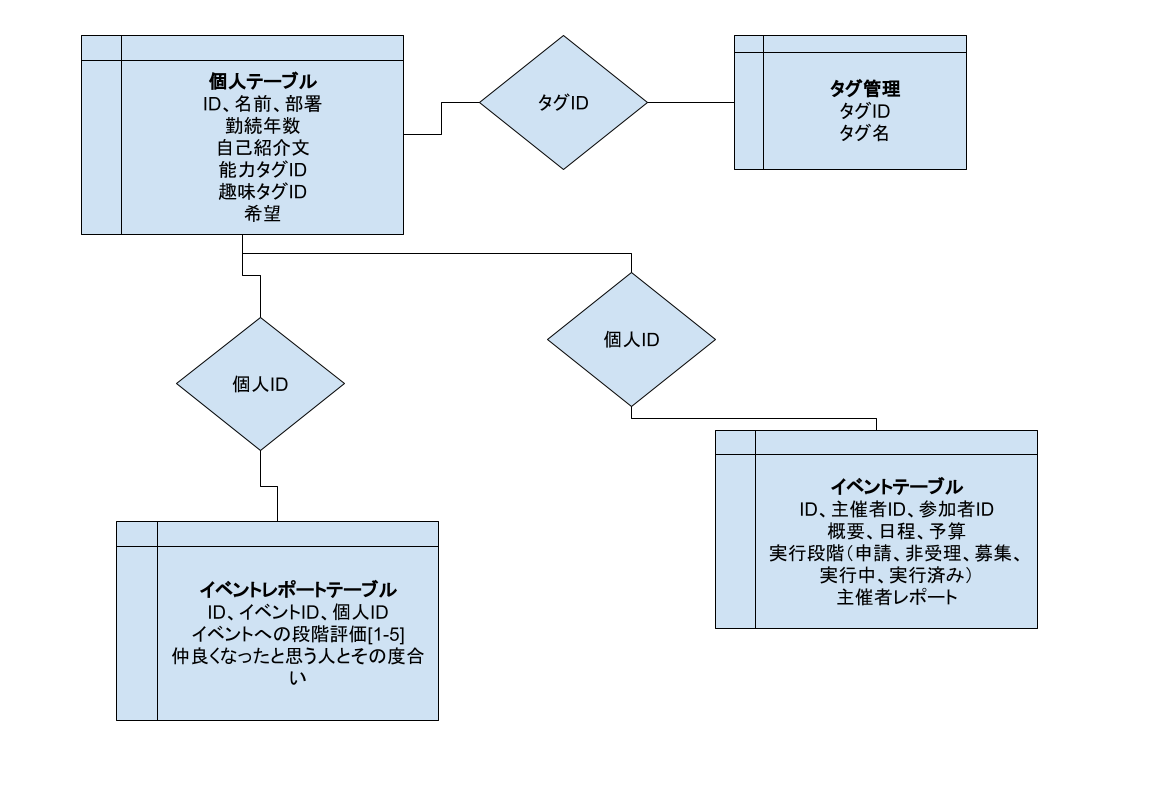 個人テーブル
ID、名前、部署
勤続年数
自己紹介文
能力タグID
趣味タグID
希望
タグID
タグ管理
タグID
タグ名
個人ID
個人ID
イベントレポートテーブル
ID、イベントID、個人ID
イベントへの段階評価[1-5]
仲良くなったと思う人とその度合
い
イベントテーブル
ID、主催者ID、参加者ID
概要、日程、予算
実行段階（申請、非受理、募集、
実行中、実行済み）
主催者レポート